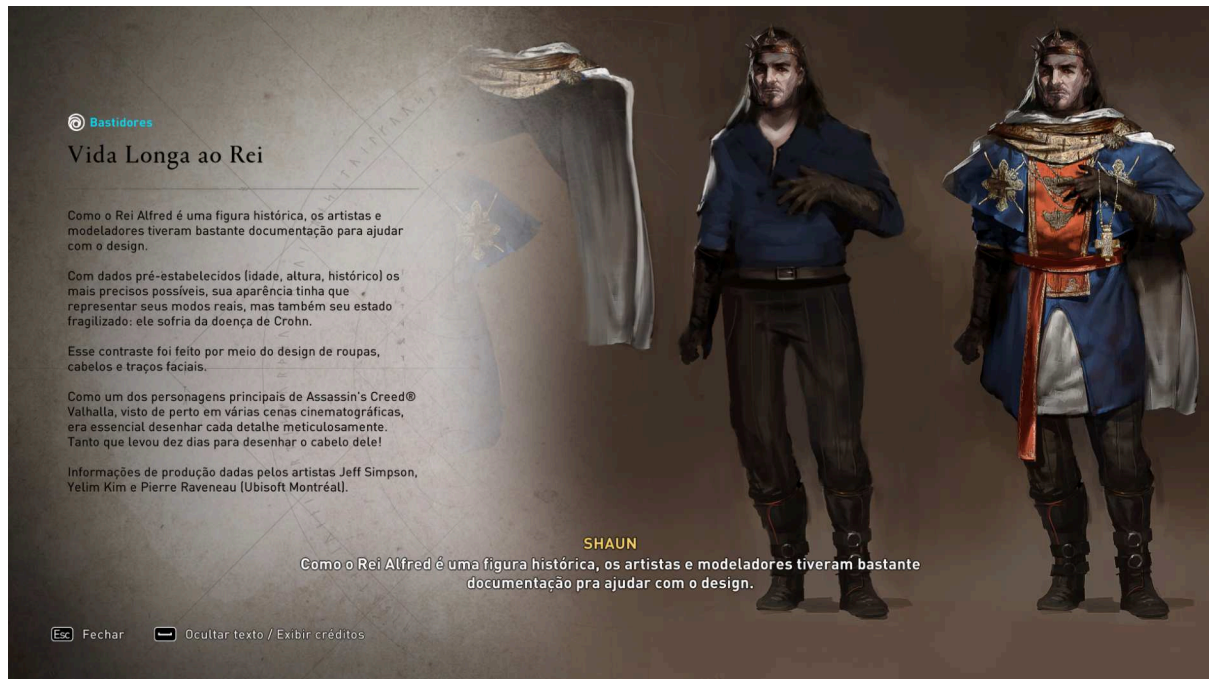 Bastidores
Vida Longa ao Rei
Como o Rei Alfred é uma figura histórica, os artistas e
modeladores tiveram bastante documentação para ajudar
com o design.
Com dados pré-estabelecidos (idade, altura, histórico) os
mais precisos possíveis, sua aparência tinha que
representar seus modos reais, mas também seu estado
fragilizado: ele sofria da doença de Crohn.
Esse contraste foi feito por meio do design de roupas,
cabelos e traços faciais.
Como um dos personagens principais de Assassin's Creed®
Valhalla, visto de perto em várias cenas cinematográficas,
era essencial desenhar cada detalhe meticulosamente.
Tanto que levou dez dias para desenhar o cabelo dele!
Informações de produção dadas pelos artistas Jeff Simpson,
Yelim Kim e Pierre Raveneau (Ubisoft Montréal).
SHAUN
Como o Rei Alfred é uma figura histórica, os artistas e modeladores tiveram bastante
documentação pra ajudar com o design.
Esc Fechar Ocultar texto / Exibir créditos